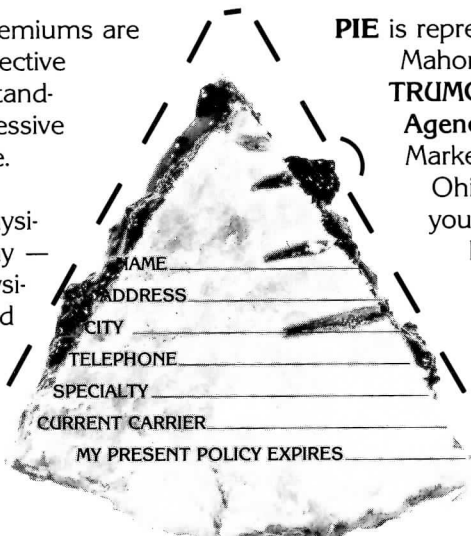 emiums are
ective
tand-
essive
e.
ysi-
y —
ysi-
d
PIE is repre
Mahon
TRUMC
Agenc
Marke
Ohi
you
NAME
ADDRESS
CITY
TELEPHONE
SPECIALTY
CURRENT CARRIER
MY PRESENT POLICY EXPIRES